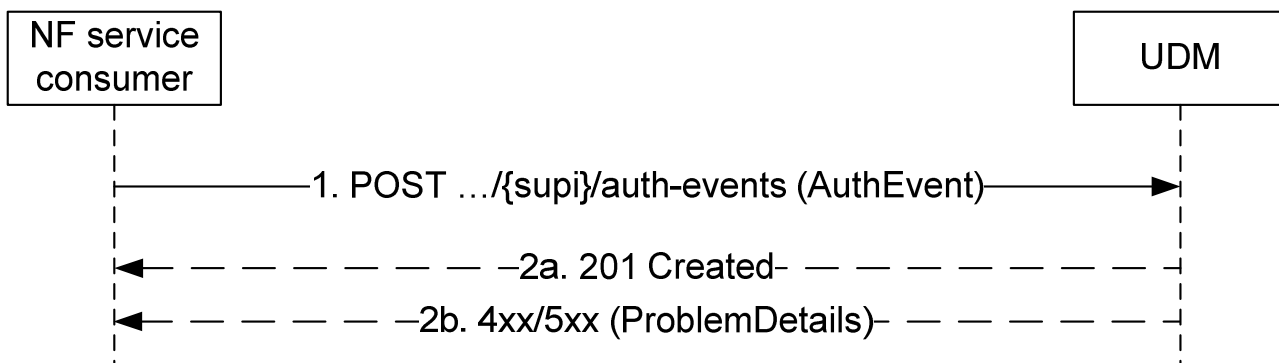 NF service
consumer
UDM
1. POST …/{supi}/auth-events (AuthEvent)
2a. 201 Created
2b. 4xx/5xx (ProblemDetails)